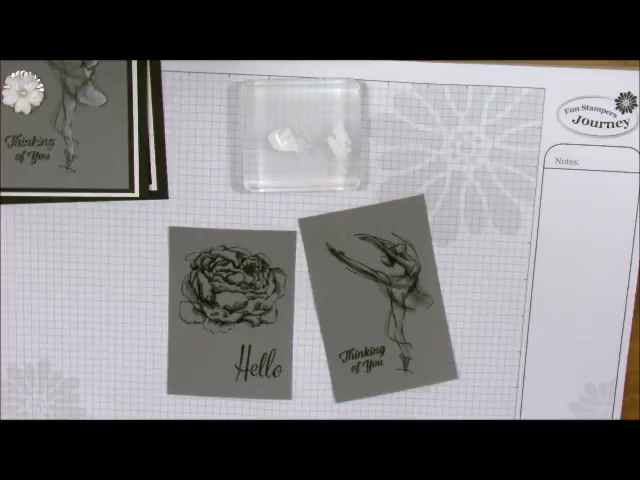 Thinking
of You
Fun Stampers
Journey
Notes:
Hello
Thinking
of You